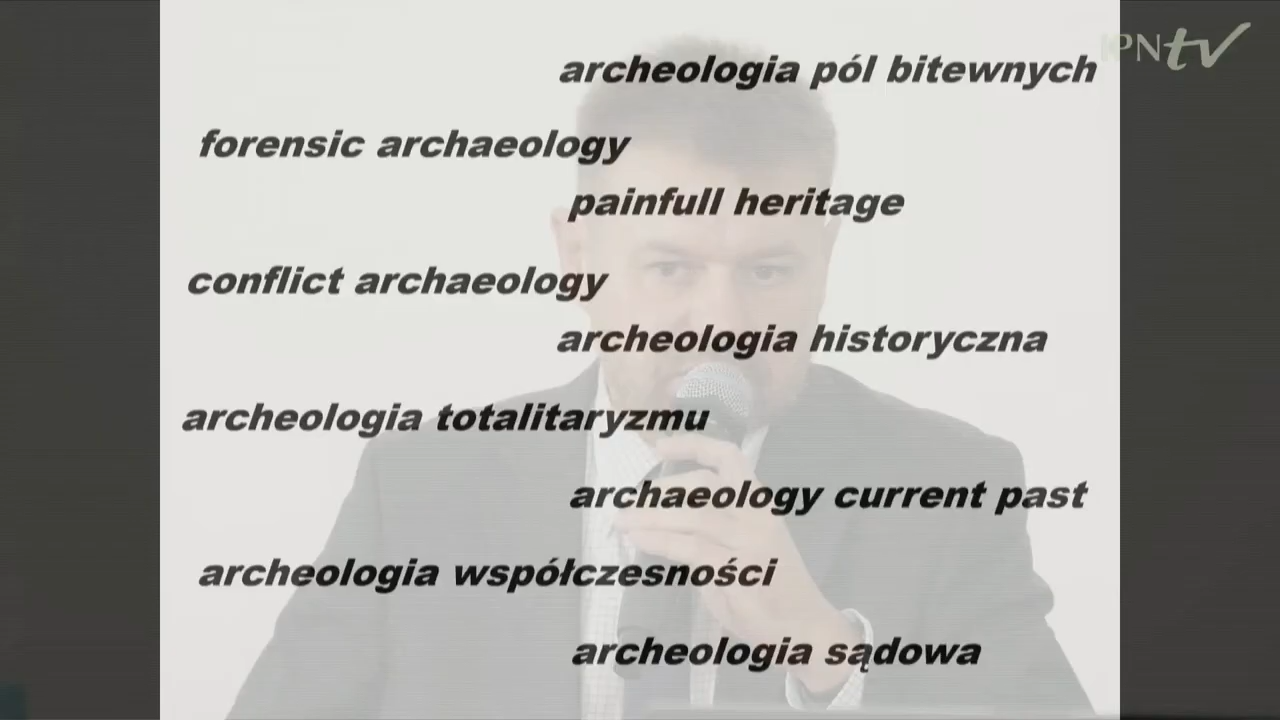 IPNtv
archeologia pól bitewnych
forensic archaeology
painfull heritage
conflict archaeology
archeologia historyczna
archeologia totalitaryzmu
archaeology current past
archeologia współczesności
archeologia sądowa